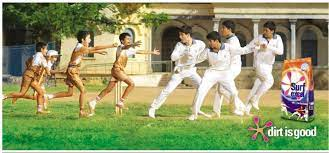 Surf
excel
dirt is good